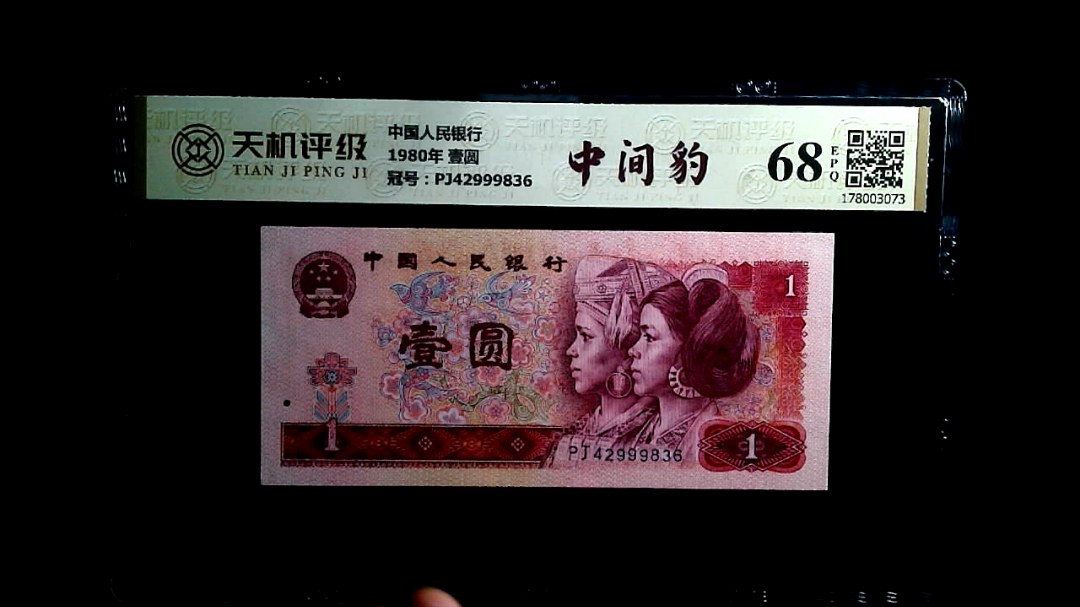 天机评级
TIAN JI PING JI
中国人民银行
1980年 壹圆
冠号：PJ42999836
中间豹
68
EPQ
178003073
中国人民银行
1
壹圆
1
PJ42999836
1